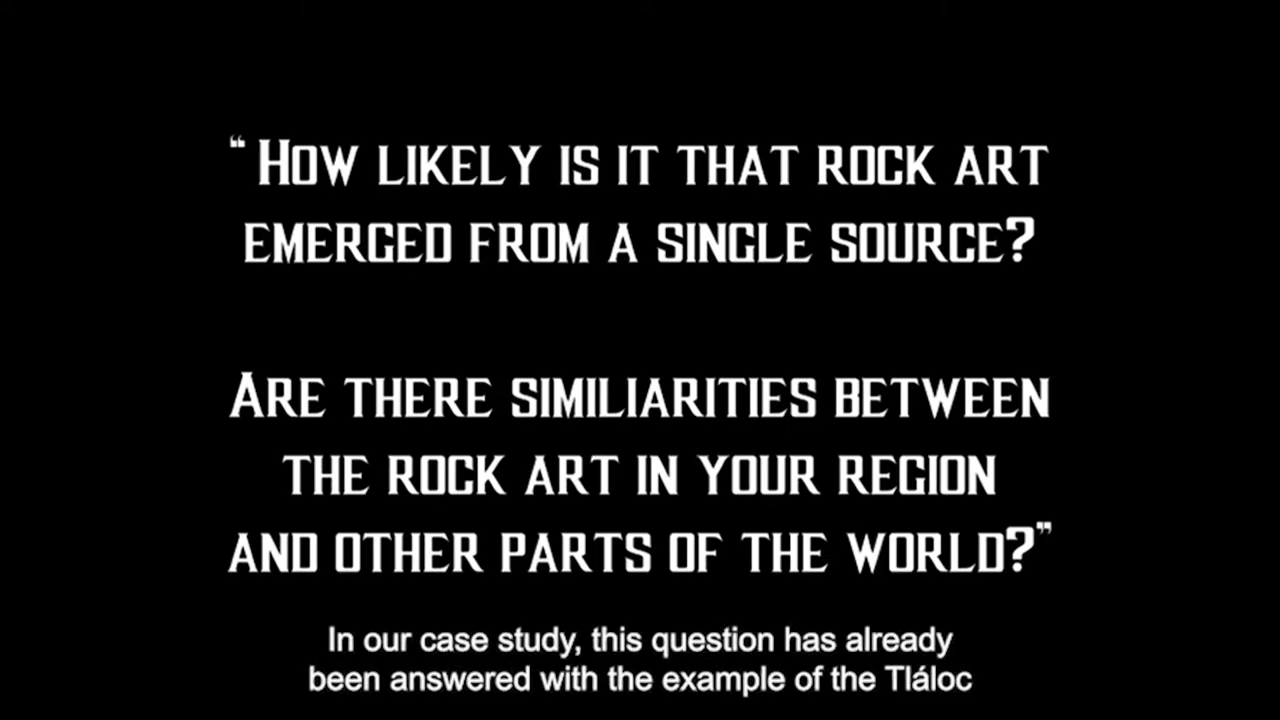 “ How likely is it that rock art
emerged from a single source?
Are there similiarities between
the rock art in your region
and other parts of the world?”
In our case study, this question has already
been answered with the example of the Tláloc